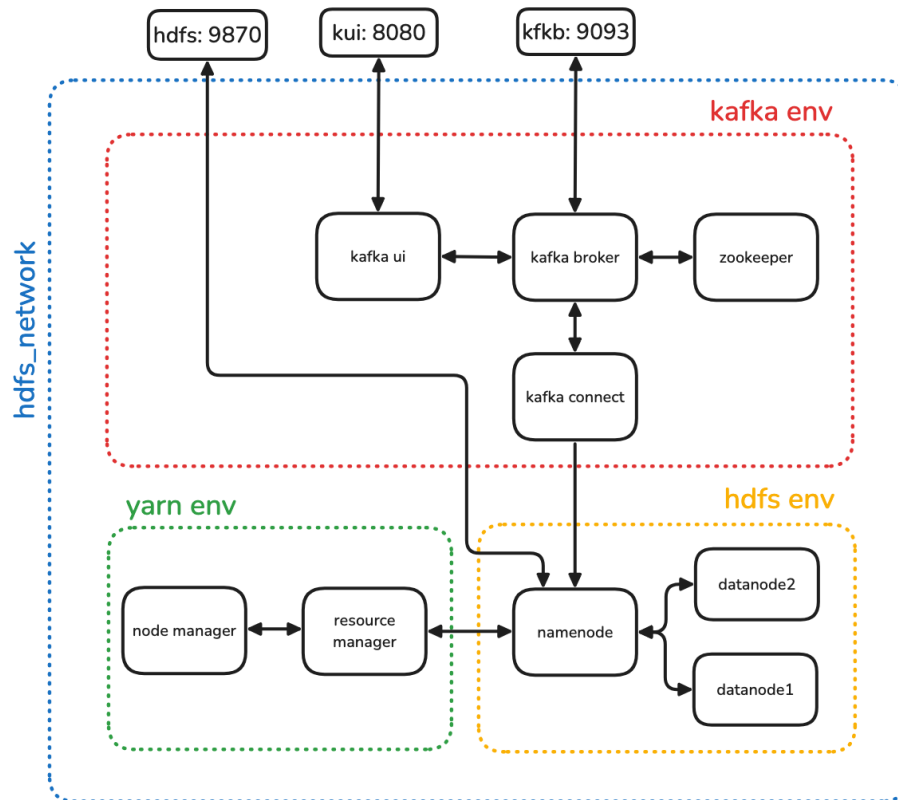 hdfs: 9870
kui: 8080
kfkb: 9093
kafka env
hdfs_network
kafka ui
kafka broker
zookeeper
kafka connect
yarn env
hdfs env
node manager
resource
manager
namenode
datanode2
datanode1